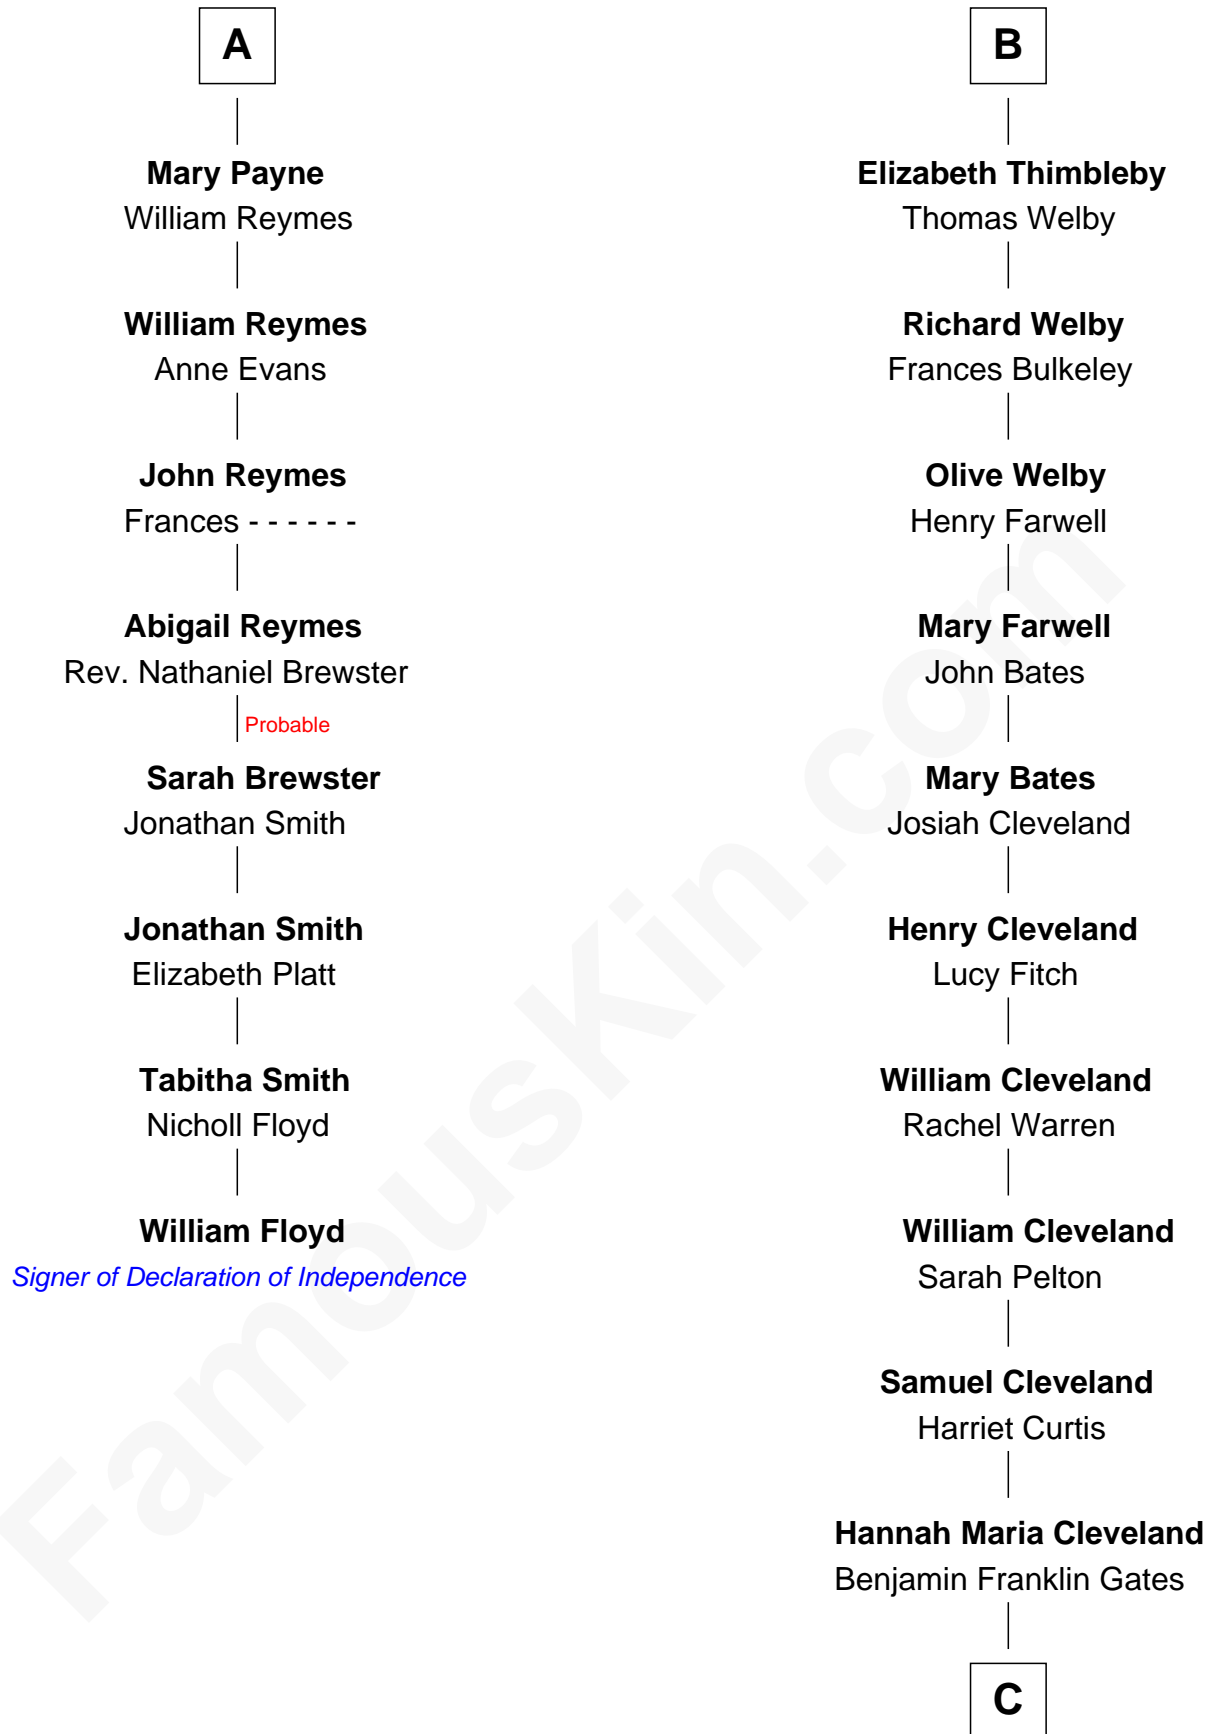 A
Mary Payne
William Reymes
William Reymes
Anne Evans
John Reymes
Frances - - - - - -
Abigail Reymes
Rev. Nathaniel Brewster
Probable
Sarah Brewster
Jonathan Smith
Jonathan Smith
Elizabeth Platt
Tabitha Smith
Nicholl Floyd
William Floyd
Signer of Declaration of Independence
B
Elizabeth Thimbleby
Thomas Welby
Richard Welby
Frances Bulkeley
Olive Welby
Henry Farwell
Mary Farwell
John Bates
Mary Bates
Josiah Cleveland
Henry Cleveland
Lucy Fitch
William Cleveland
Rachel Warren
William Cleveland
Sarah Pelton
Samuel Cleveland
Harriet Curtis
Hannah Maria Cleveland
Benjamin Franklin Gates
C
FamousKin.com